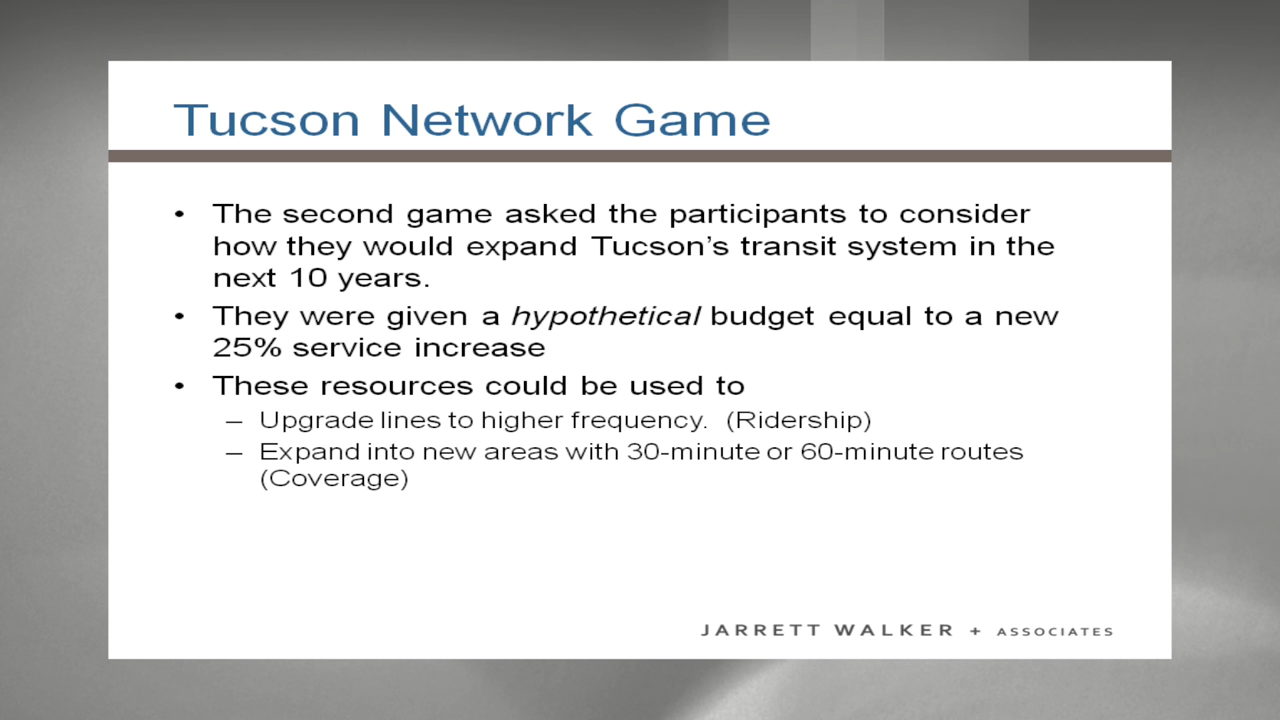 Tucson Network Game
• The second game asked the participants to consider
how they would expand Tucson’s transit system in the
next 10 years.
• They were given a hypothetical budget equal to a new
25% service increase
• These resources could be used to
– Upgrade lines to higher frequency. (Ridership)
– Expand into new areas with 30-minute or 60-minute routes
(Coverage)
JARRETT WALKER + ASSOCIATES